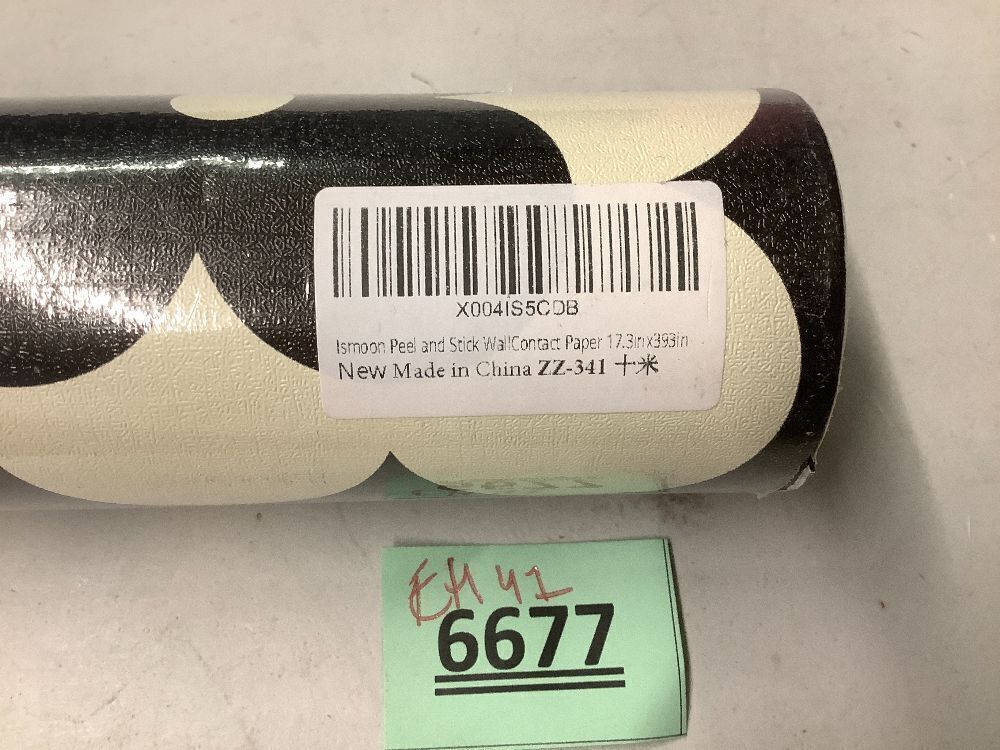 X004IS5CDB
Ismoon Peel and Stick WallContact Paper 17.3inx393in
New Made in China ZZ-341 十米
EH 41
6677